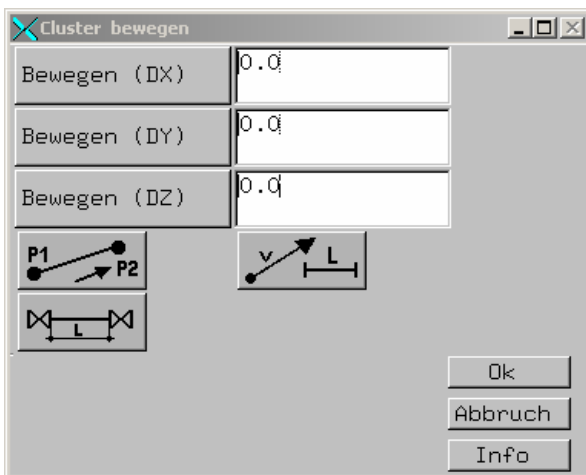 Cluster bewegen
Bewegen (DX) 0.0
Bewegen (DY) 0.0
Bewegen (DZ) 0.0
P1 P2
v L
L
Ok
Abbruch
Info